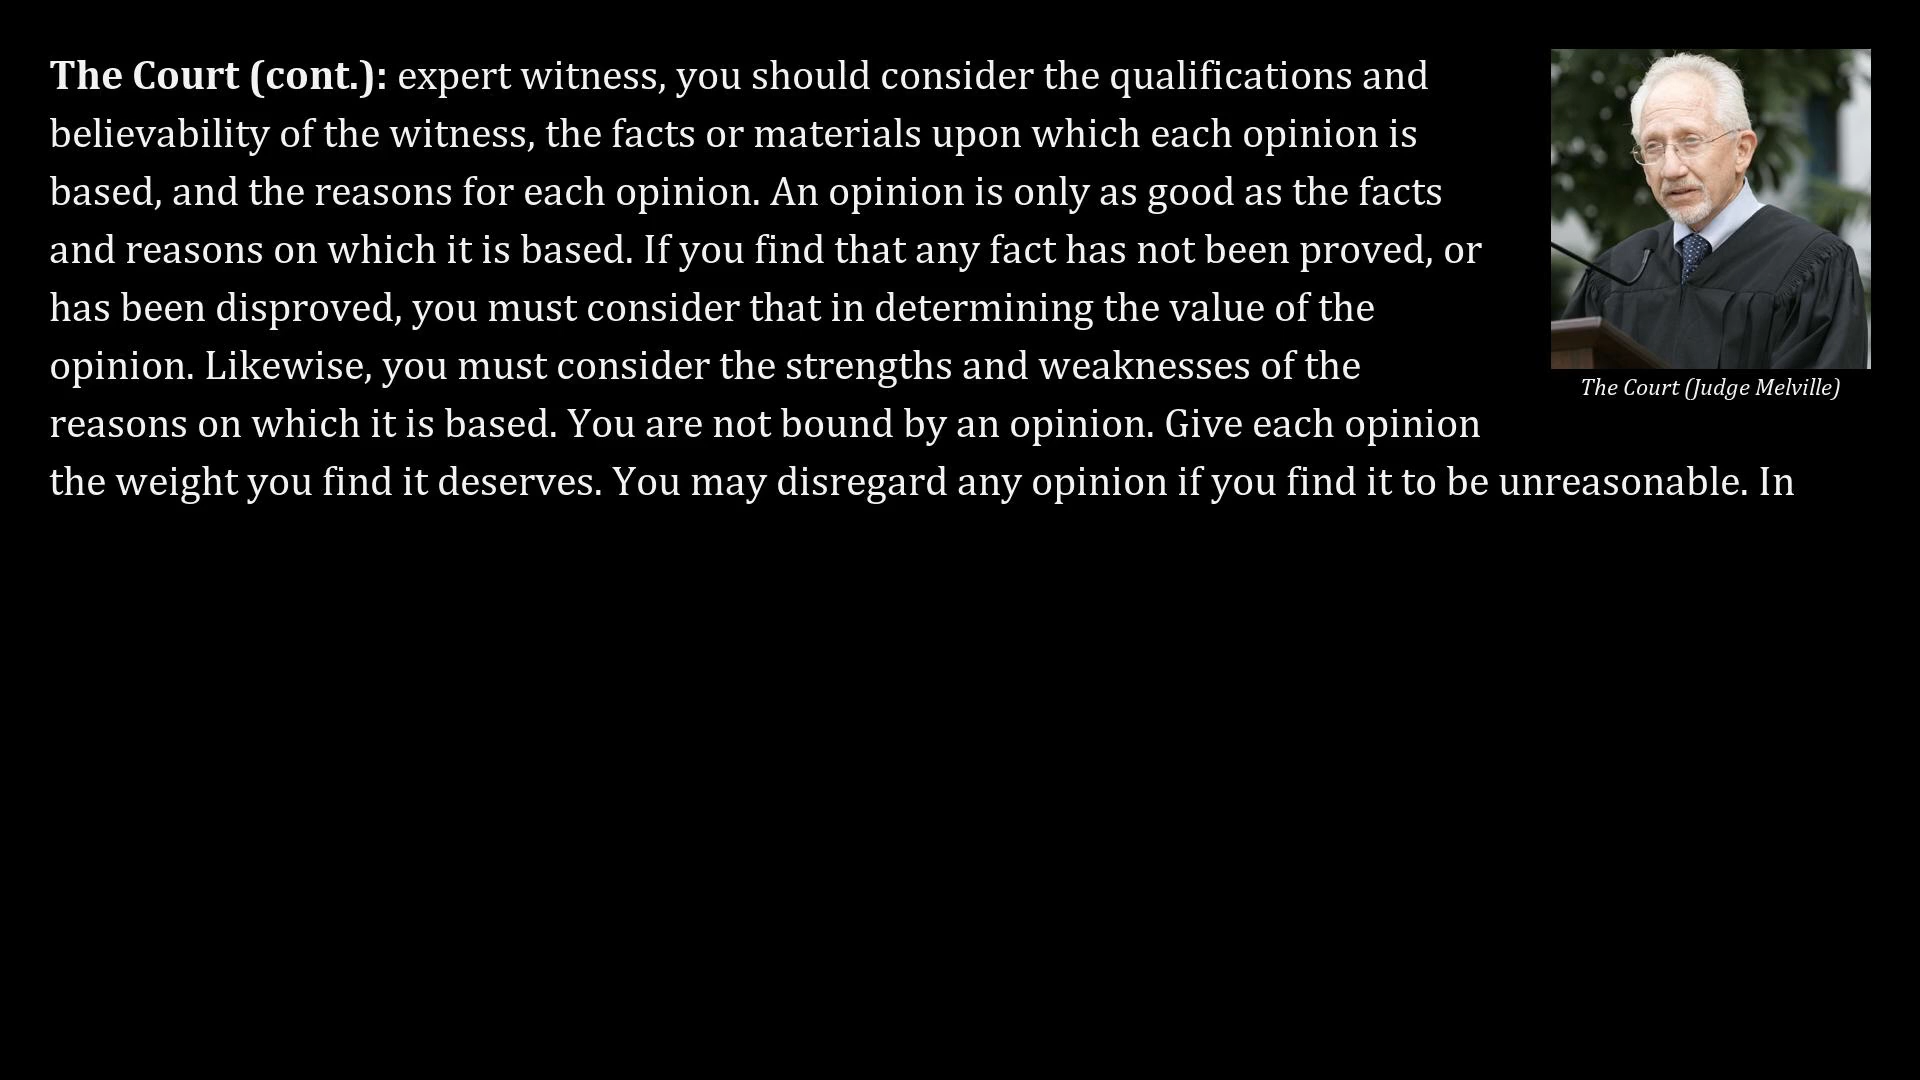 The Court (cont.): expert witness, you should consider the qualifications and
believability of the witness, the facts or materials upon which each opinion is
based, and the reasons for each opinion. An opinion is only as good as the facts
and reasons on which it is based. If you find that any fact has not been proved, or
has been disproved, you must consider that in determining the value of the
opinion. Likewise, you must consider the strengths and weaknesses of the
reasons on which it is based. You are not bound by an opinion. Give each opinion
the weight you find it deserves. You may disregard any opinion if you find it to be unreasonable. In
The Court (Judge Melville)